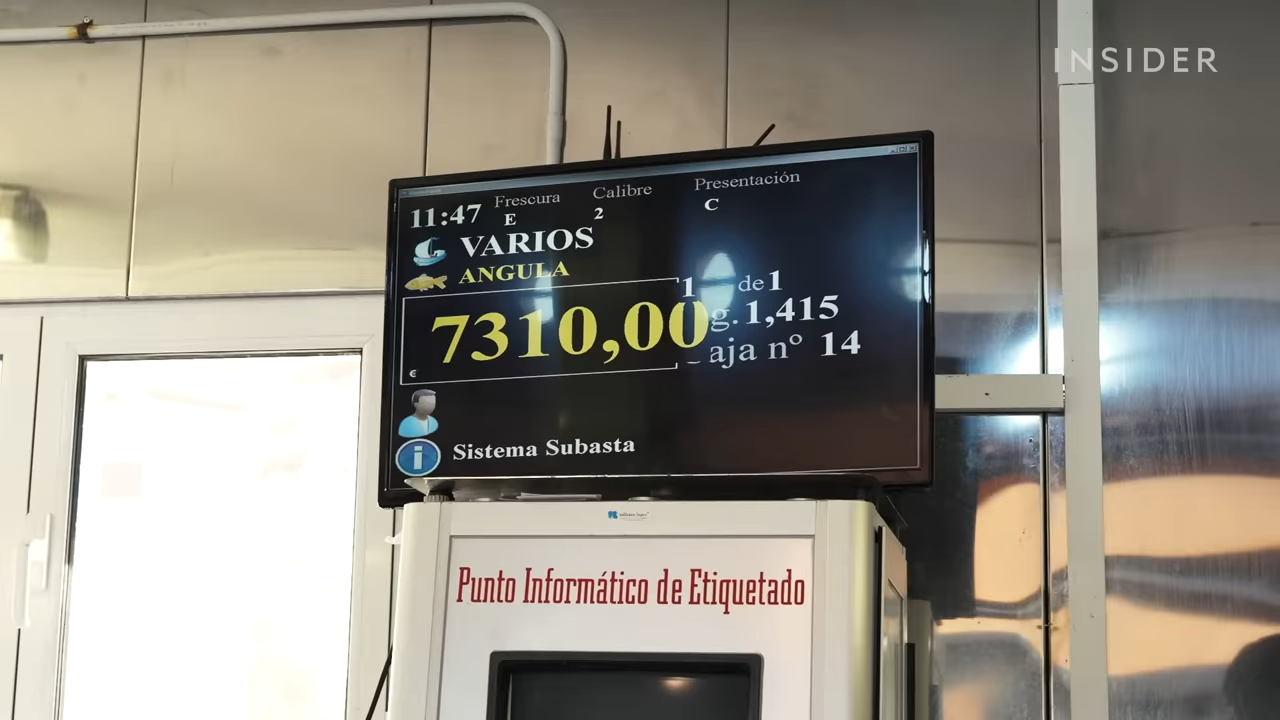 INSIDER
Frescura Calibre Presentación
11:47 E 2 C
VARIOS
ANGULA
1 de 1
7310,00
g. 1,415
aja nº 14
€
Sistema Subasta
Punto Informático de Etiquetado